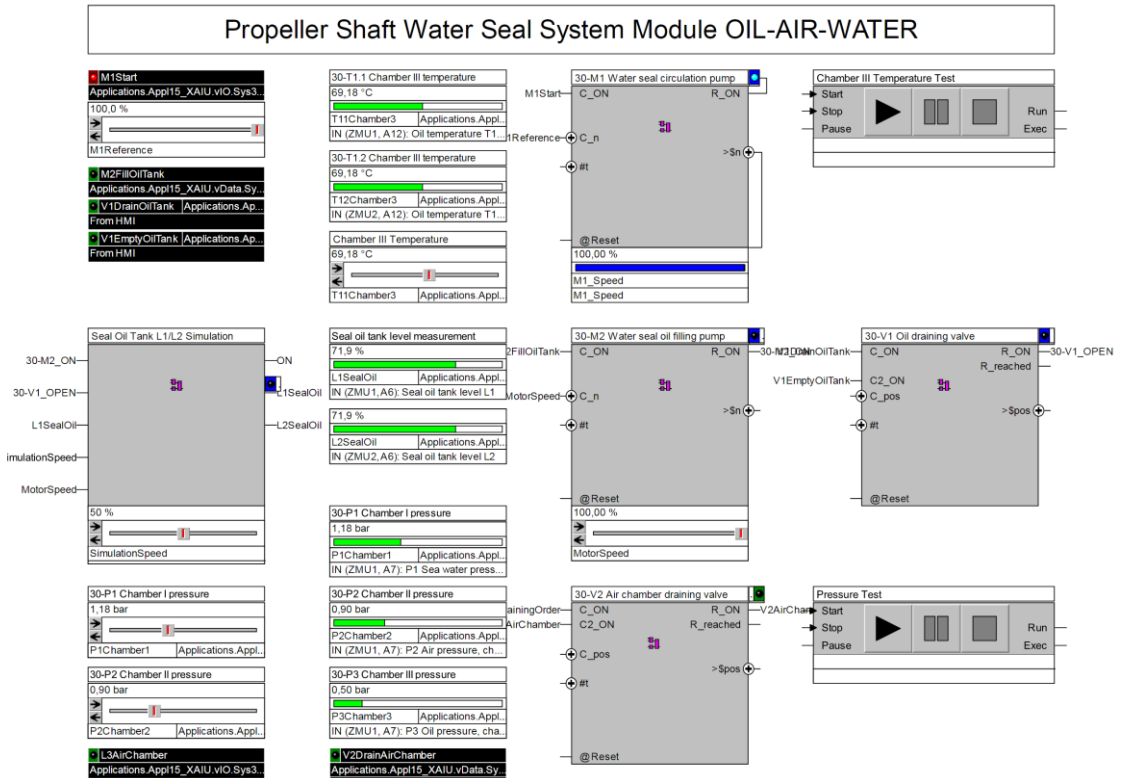 Propeller Shaft Water Seal System Module OIL-AIR-WATER
M1Start
Applications.Appl15_XAIU.vIO.Sys3...
100,0 %
M1Reference
M2FillOilTank
Applications.Appl15_XAIU.vData.Sy...
V1DrainOilTank Applications.Ap...
From HMI
V1EmptyOilTank Applications.Ap...
From HMI
30-T1.1 Chamber III temperature
69,18 °C
T11Chamber3 Applications.Appl...
IN (ZMU1, A12): Oil temperature T1...
30-T1.2 Chamber III temperature
69,18 °C
T12Chamber3 Applications.Appl...
IN (ZMU2, A12): Oil temperature T1...
Chamber III Temperature
69,18 °C
T11Chamber3 Applications.Appl...
30-M1 Water seal circulation pump
M1Start C_ON R_ON
1Reference C_n
>$n
#t
@Reset
100,00 %
M1_Speed
M1_Speed
Chamber III Temperature Test
Start
Stop Run
Pause Exec
Seal Oil Tank L1/L2 Simulation
30-M2_ON ON
30-V1_OPEN L1SealOil
L1SealOil L2SealOil
imulationSpeed
MotorSpeed
50 %
SimulationSpeed
Seal oil tank level measurement
71,9 %
L1SealOil Applications.Appl...
IN (ZMU1, A6): Seal oil tank level L1
71,9 %
L2SealOil Applications.Appl...
IN (ZMU2, A6): Seal oil tank level L2
30-M2 Water seal oil filling pump
2FillOilTank C_ON R_ON
MotorSpeed C_n
>$n
#t
@Reset
100,00 %
MotorSpeed
30-V1 Oil draining valve
DrainOilTank C_ON R_ON 30-V1_OPEN
R_reached
V1EmptyOilTank C2_ON
C_pos
>$pos
#t
@Reset
30-P1 Chamber I pressure
1,18 bar
P1Chamber1 Applications.Appl...
IN (ZMU1, A7): P1 Sea water press...
30-P1 Chamber I pressure
1,18 bar
P1Chamber1 Applications.Appl...
30-P2 Chamber II pressure
0,90 bar
P2Chamber2 Applications.Appl...
IN (ZMU1, A7): P2 Air pressure, ch...
30-P2 Chamber II pressure
0,90 bar
P2Chamber2 Applications.Appl...
30-P3 Chamber III pressure
0,50 bar
P3Chamber3 Applications.Appl...
IN (ZMU1, A7): P3 Oil pressure, cha...
L3AirChamber
Applications.Appl15_XAIU.vIO.Sys3...
V2DrainAirChamber
Applications.Appl15_XAIU.vData.Sy...
30-V2 Air chamber draining valve
ainingOrder C_ON R_ON V2AirChar
AirChamber C2_ON R_reached
C_pos
>$pos
#t
@Reset
Pressure Test
Start
Stop Run
Pause Exec